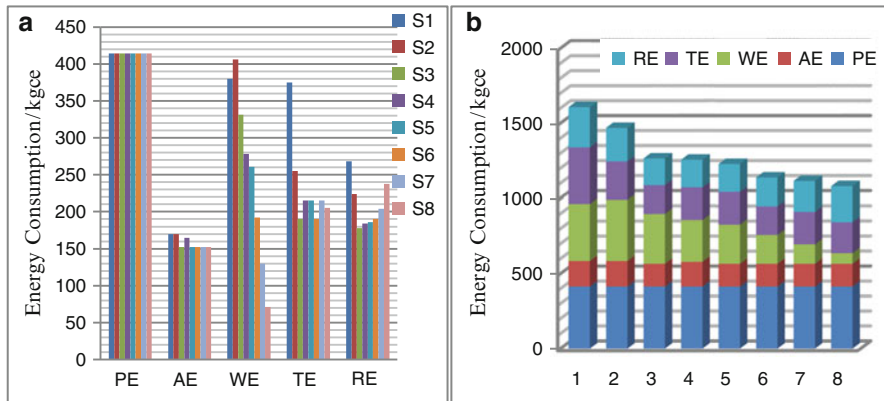 a
Energy Consumption/kgce
450
400
350
300
250
200
150
100
50
0
PE AE WE TE RE
S1
S2
S3
S4
S5
S6
S7
S8
b
Energy Consumption/kgce
2000
1500
1000
500
0
RE TE WE AE PE
1 2 3 4 5 6 7 8